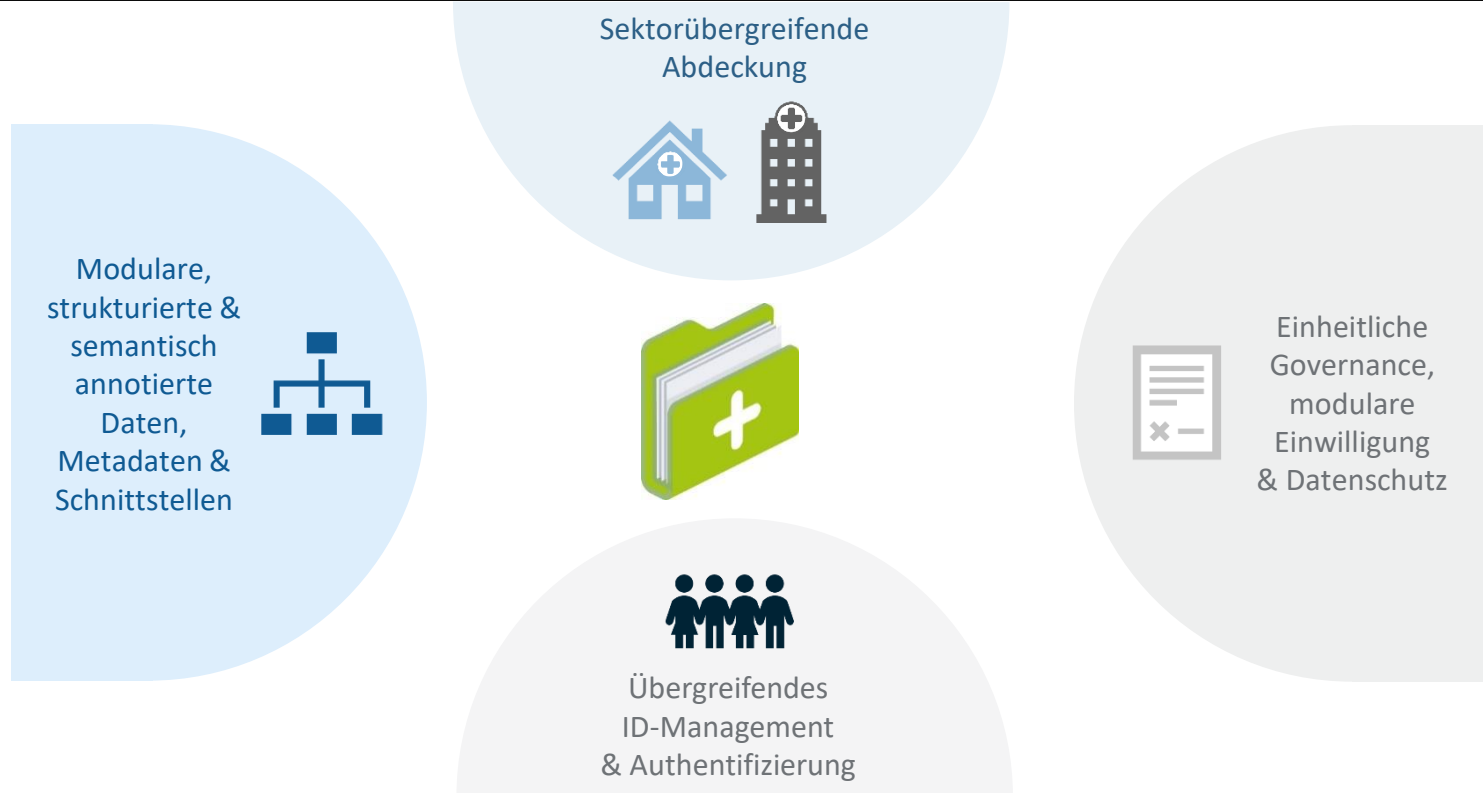 Sektorübergreifende
Abdeckung
Modulare,
strukturierte &
semantisch
annotierte
Daten,
Metadaten &
Schnittstellen
Einheitliche
Governance,
modulare
Einwilligung
& Datenschutz
Übergreifendes
ID-Management
& Authentifizierung